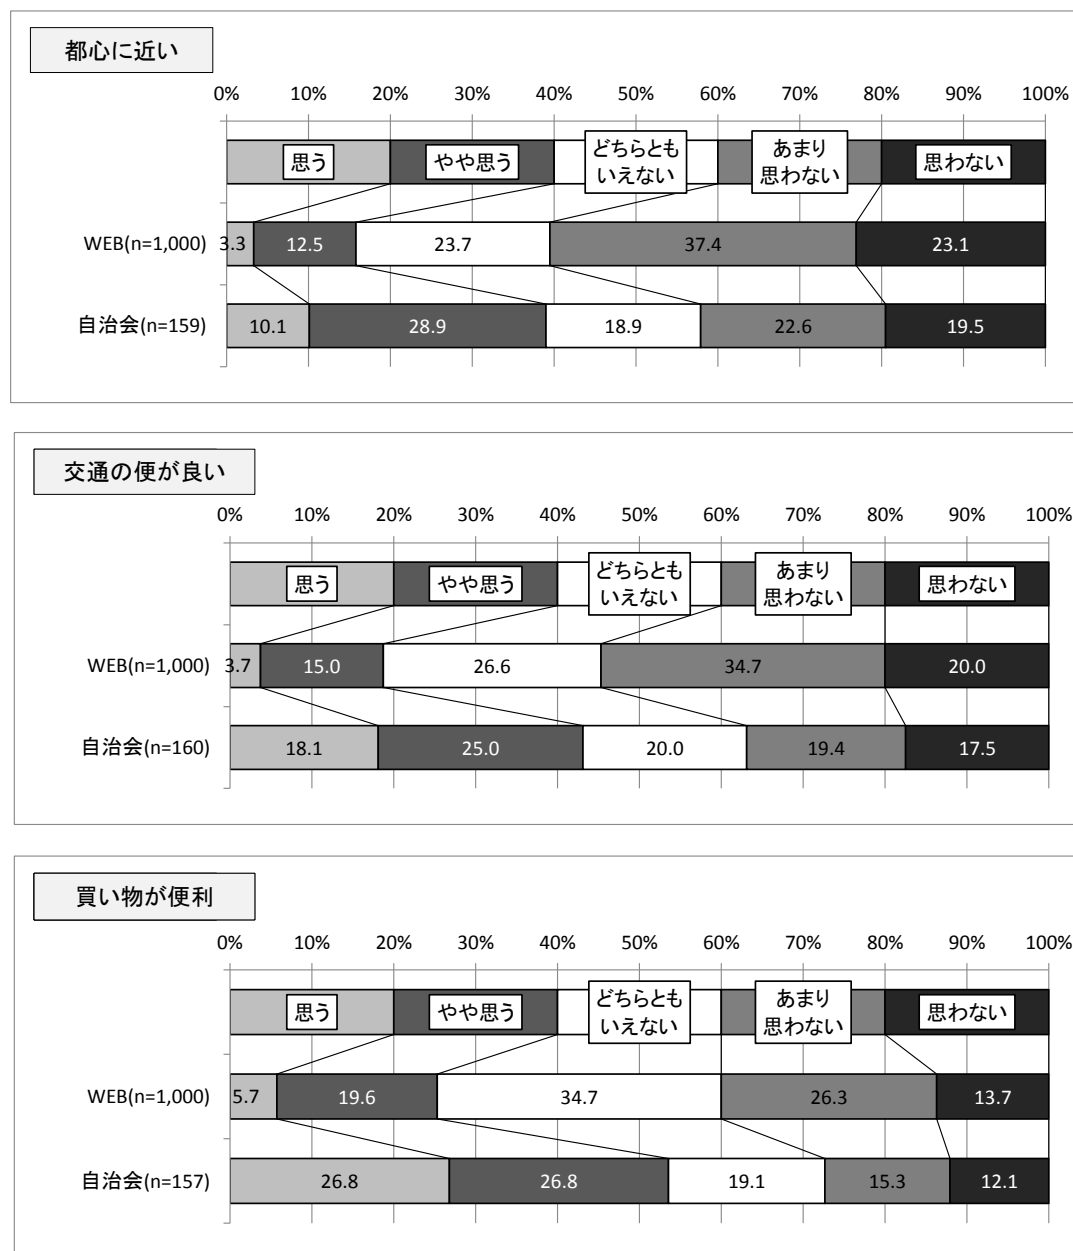 都心に近い
0% 10% 20% 30% 40% 50% 60% 70% 80% 90% 100%
思う やや思う どちらとも あまり 思わない
いえない 思わない
WEB(n=1,000) 3.3 12.5 23.7 37.4 23.1
自治会(n=159) 10.1 28.9 18.9 22.6 19.5
交通の便が良い
0% 10% 20% 30% 40% 50% 60% 70% 80% 90% 100%
思う やや思う どちらとも あまり 思わない
いえない 思わない
WEB(n=1,000) 3.7 15.0 26.6 34.7 20.0
自治会(n=160) 18.1 25.0 20.0 19.4 17.5
買い物が便利
0% 10% 20% 30% 40% 50% 60% 70% 80% 90% 100%
思う やや思う どちらとも あまり 思わない
いえない 思わない
WEB(n=1,000) 5.7 19.6 34.7 26.3 13.7
自治会(n=157) 26.8 26.8 19.1 15.3 12.1